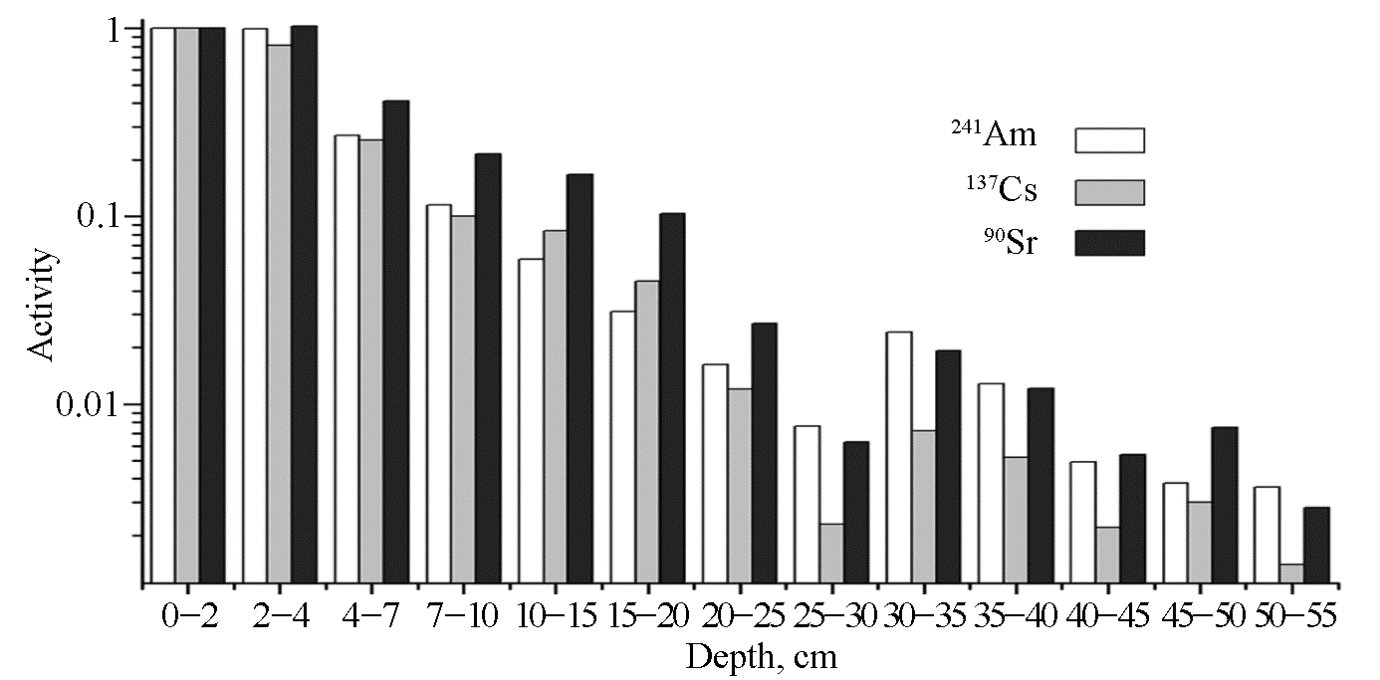 1
0.1
0.01
Activity
²⁴¹Am
¹³⁷Cs
⁹⁰Sr
0–2 2–4 4–7 7–10 10–15 15–20 20–25 25–30 30–35 35–40 40–45 45–50 50–55
Depth, cm